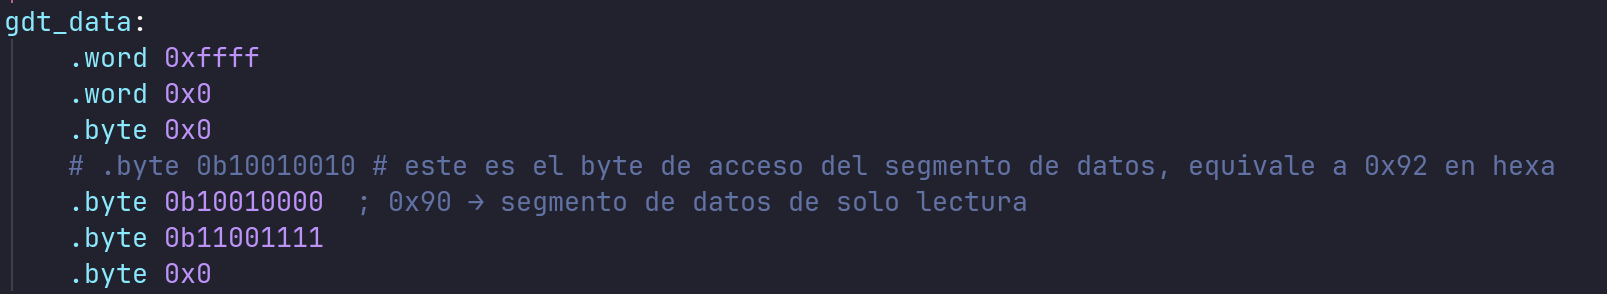 gdt_data:
.word 0xffff
.word 0x0
.byte 0x0
# .byte 0b10010010 # este es el byte de acceso del segmento de datos, equivale a 0x92 en hexa
.byte 0b10010000  ; 0x90 → segmento de datos de solo lectura
.byte 0b11001111
.byte 0x0